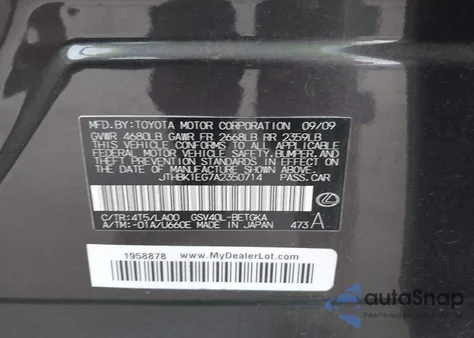 MFD.BY:TOYOTA MOTOR CORPORATION 09/09
GVWR 4680LB GAWR FR 2668LB RR 2359LB
THIS VEHICLE CONFORMS TO ALL APPLICABLE
FEDERAL MOTOR VEHICLE SAFETY,BUMPER,AND
THEFT PREVENTION STANDARDS IN EFFECT ON
THE DATE OF MANUFACTURE SHOWN ABOVE.
JTHBK1EG7A2350714 PASS.CAR
C/TR:4T5/LA00 GSV40L-BETGKA
A/TM:-01A/U660E MADE IN JAPAN 473 A
1958878 www.MyDealerLot.com
autoSnap